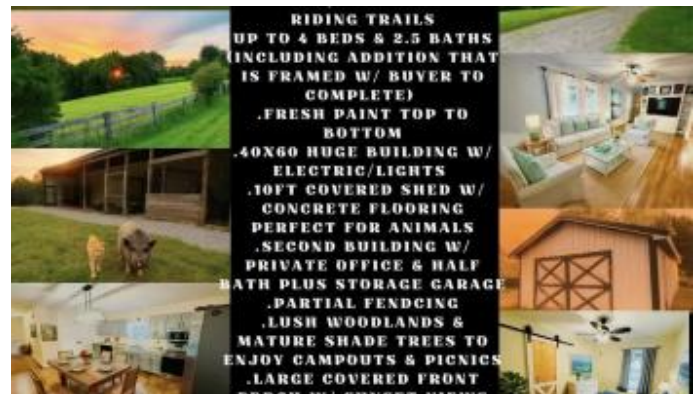 RIDING TRAILS
UP TO 4 BEDS & 2.5 BATHS
(INCLUDING ADDITION THAT
IS FRAMED W/ BUYER TO
COMPLETE)
.FRESH PAINT TOP TO
BOTTOM
.40X60 HUGE BUILDING W/
ELECTRIC/LIGHTS
.10FT COVERED SHED W/
CONCRETE FLOORING
PERFECT FOR ANIMALS
.SECOND BUILDING W/
PRIVATE OFFICE & HALF
BATH PLUS STORAGE GARAGE
.PARTIAL FENDCING
.LUSH WOODLANDS &
MATURE SHADE TREES TO
ENJOY CAMPOUTS & PICNICS
.LARGE COVERED FRONT